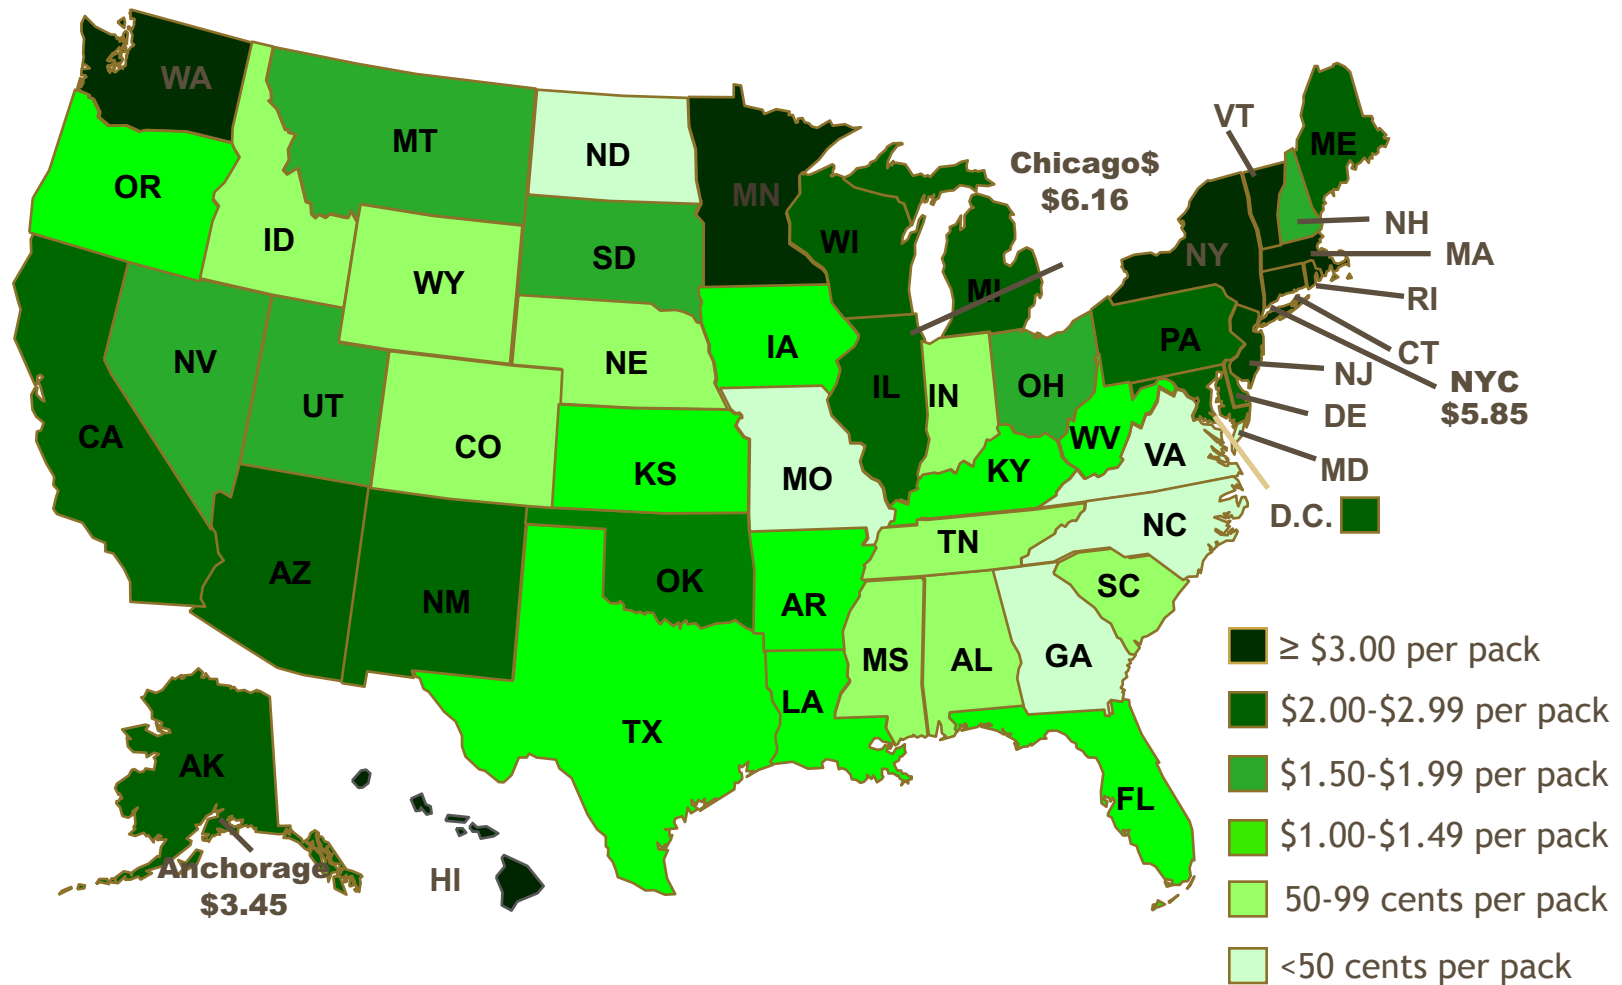 WA
MT
ND
MN
OR
ID
WY
SD
WI
MI
Chicago$
$6.16
VT
ME
NY
NH
MA
RI
CT
NYC
$5.85
NJ
DE
MD
D.C.
PA
NV
UT
CA
CO
NE
IA
IL
IN
OH
WV
VA
KS
MO
KY
AZ
NM
OK
AR
TN
NC
SC
TX
LA
MS
AL
GA
FL
AK
Anchorage
$3.45
HI
≥ $3.00 per pack
$2.00-$2.99 per pack
$1.50-$1.99 per pack
$1.00-$1.49 per pack
50-99 cents per pack
<50 cents per pack